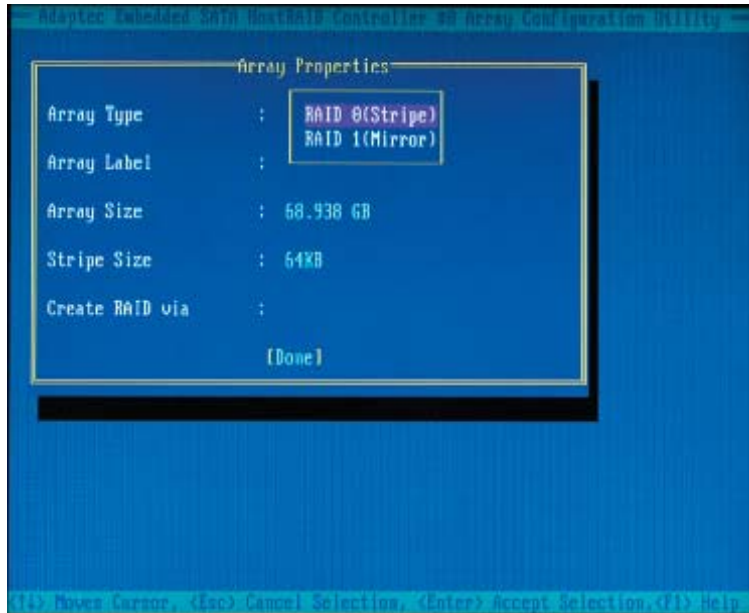 Adaptec Embedded SATA HostRAID Controller #0 Array Configuration Utility
Array Properties
Array Type : RAID 0(Stripe)
RAID 1(Mirror)
Array Label :
Array Size : 68.938 GB
Stripe Size : 64KB
Create RAID via :
[Done]
<↑↓> Moves Cursor, <Esc> Cancel Selection, <Enter> Accept Selection, <F1> Help